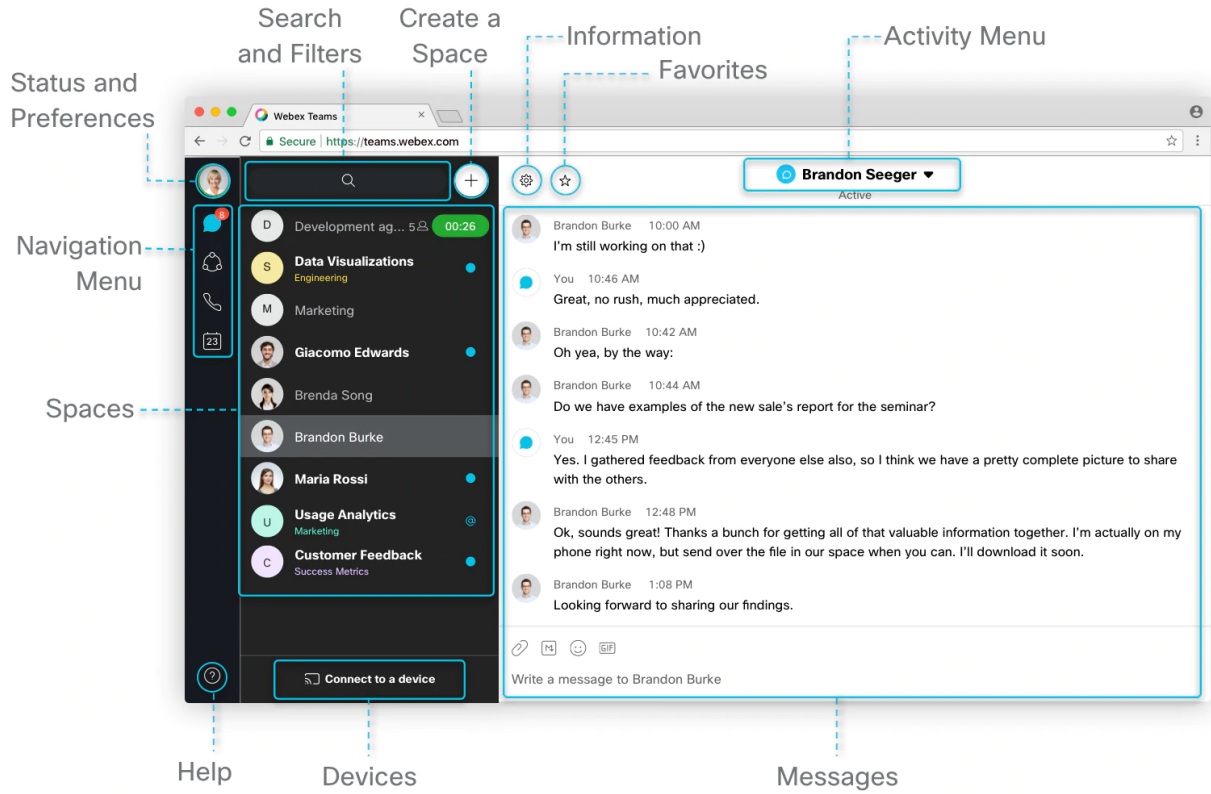 Search
and Filters
Create a
Space
Information
Activity Menu
Favorites
Status and
Preferences
Webex Teams
Secure | https://teams.webex.com
Brandon Seeger
Active
8
Navigation
Menu
23
Spaces
D
Development ag... 5
00:26
S
Data Visualizations
Engineering
M
Marketing
Giacomo Edwards
Brenda Song
Brandon Burke
Maria Rossi
U
Usage Analytics
Marketing
@
C
Customer Feedback
Success Metrics
?
Connect to a device
Brandon Burke 10:00 AM
I'm still working on that :)
You 10:46 AM
Great, no rush, much appreciated.
Brandon Burke 10:42 AM
Oh yea, by the way:
Brandon Burke 10:44 AM
Do we have examples of the new sale's report for the seminar?
You 12:45 PM
Yes. I gathered feedback from everyone else also, so I think we have a pretty complete picture to share
with the others.
Brandon Burke 12:48 PM
Ok, sounds great! Thanks a bunch for getting all of that valuable information together. I'm actually on my
phone right now, but send over the file in our space when you can. I'll download it soon.
Brandon Burke 1:08 PM
Looking forward to sharing our findings.
GIF
Write a message to Brandon Burke
Help
Devices
Messages